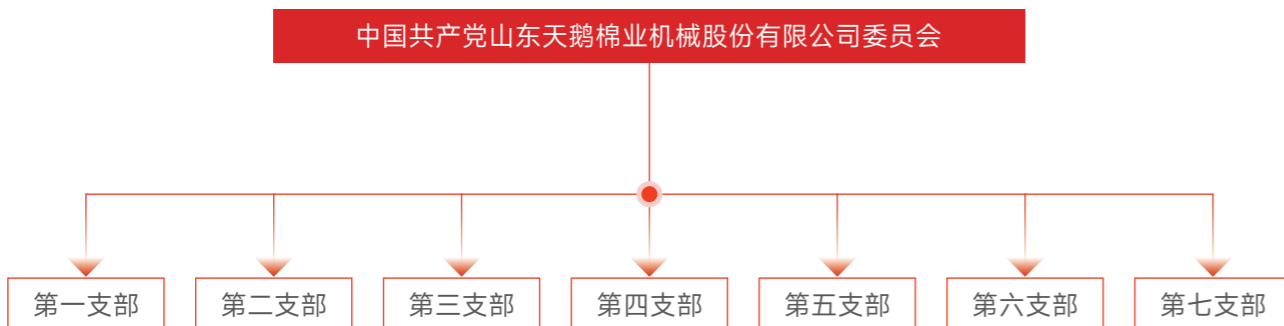 中国共产党山东天鹅棉业机械股份有限公司委员会
第一支部
第二支部
第三支部
第四支部
第五支部
第六支部
第七支部